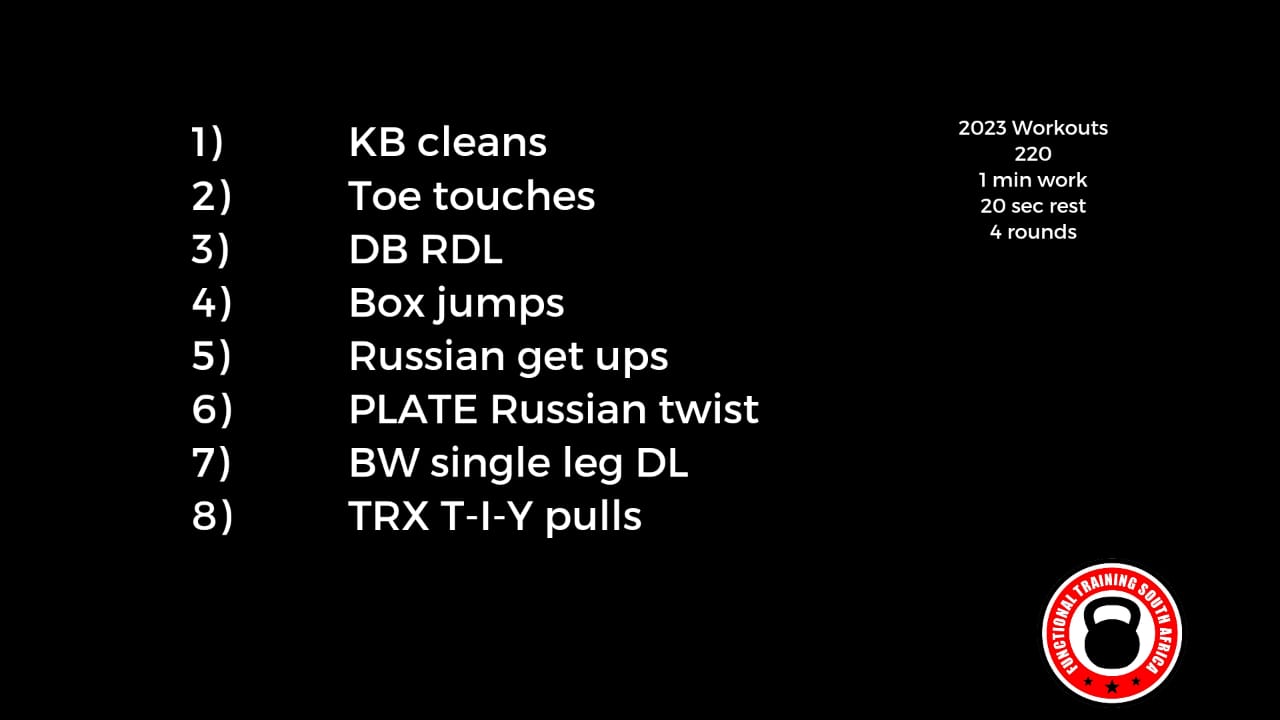 1) KB cleans
2) Toe touches
3) DB RDL
4) Box jumps
5) Russian get ups
6) PLATE Russian twist
7) BW single leg DL
8) TRX T-I-Y pulls
2023 Workouts
220
1 min work
20 sec rest
4 rounds
FUNCTIONAL TRAINING SOUTH AFRICA